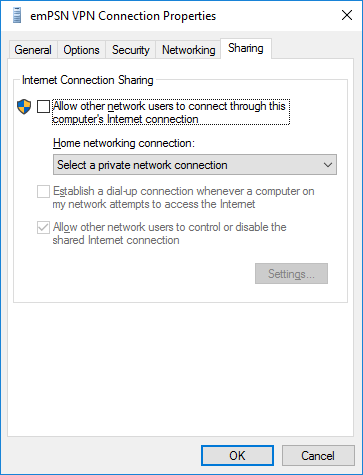 emPSN VPN Connection Properties
General Options Security Networking Sharing
Internet Connection Sharing
Allow other network users to connect through this
computer's Internet connection
Home networking connection:
Select a private network connection
Establish a dial-up connection whenever a computer on
my network attempts to access the Internet
Allow other network users to control or disable the
shared Internet connection
Settings...
OK Cancel